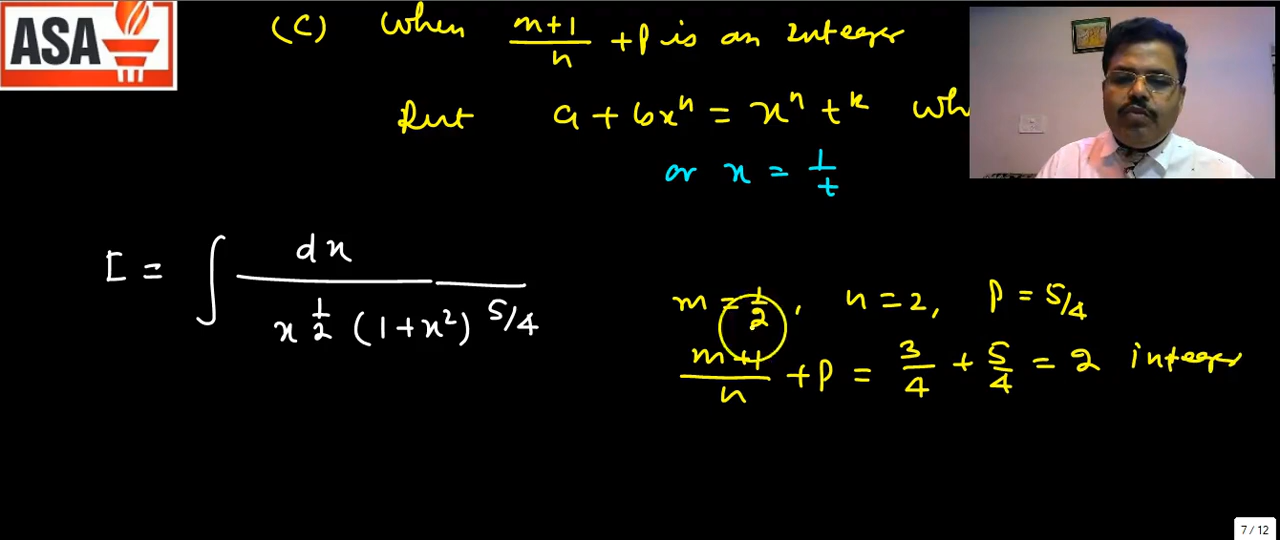 ASA
(C) When (m+1)/n + P is an Integer
Put a + bx^n = x^n t^k
or x = 1/t
I = ∫ dx / (x^(1/2) (1+x^2)^(5/4))
m = 1/2, n = 2, P = 5/4
(m+1)/n + P = 3/4 + 5/4 = 2 integer
7 / 12